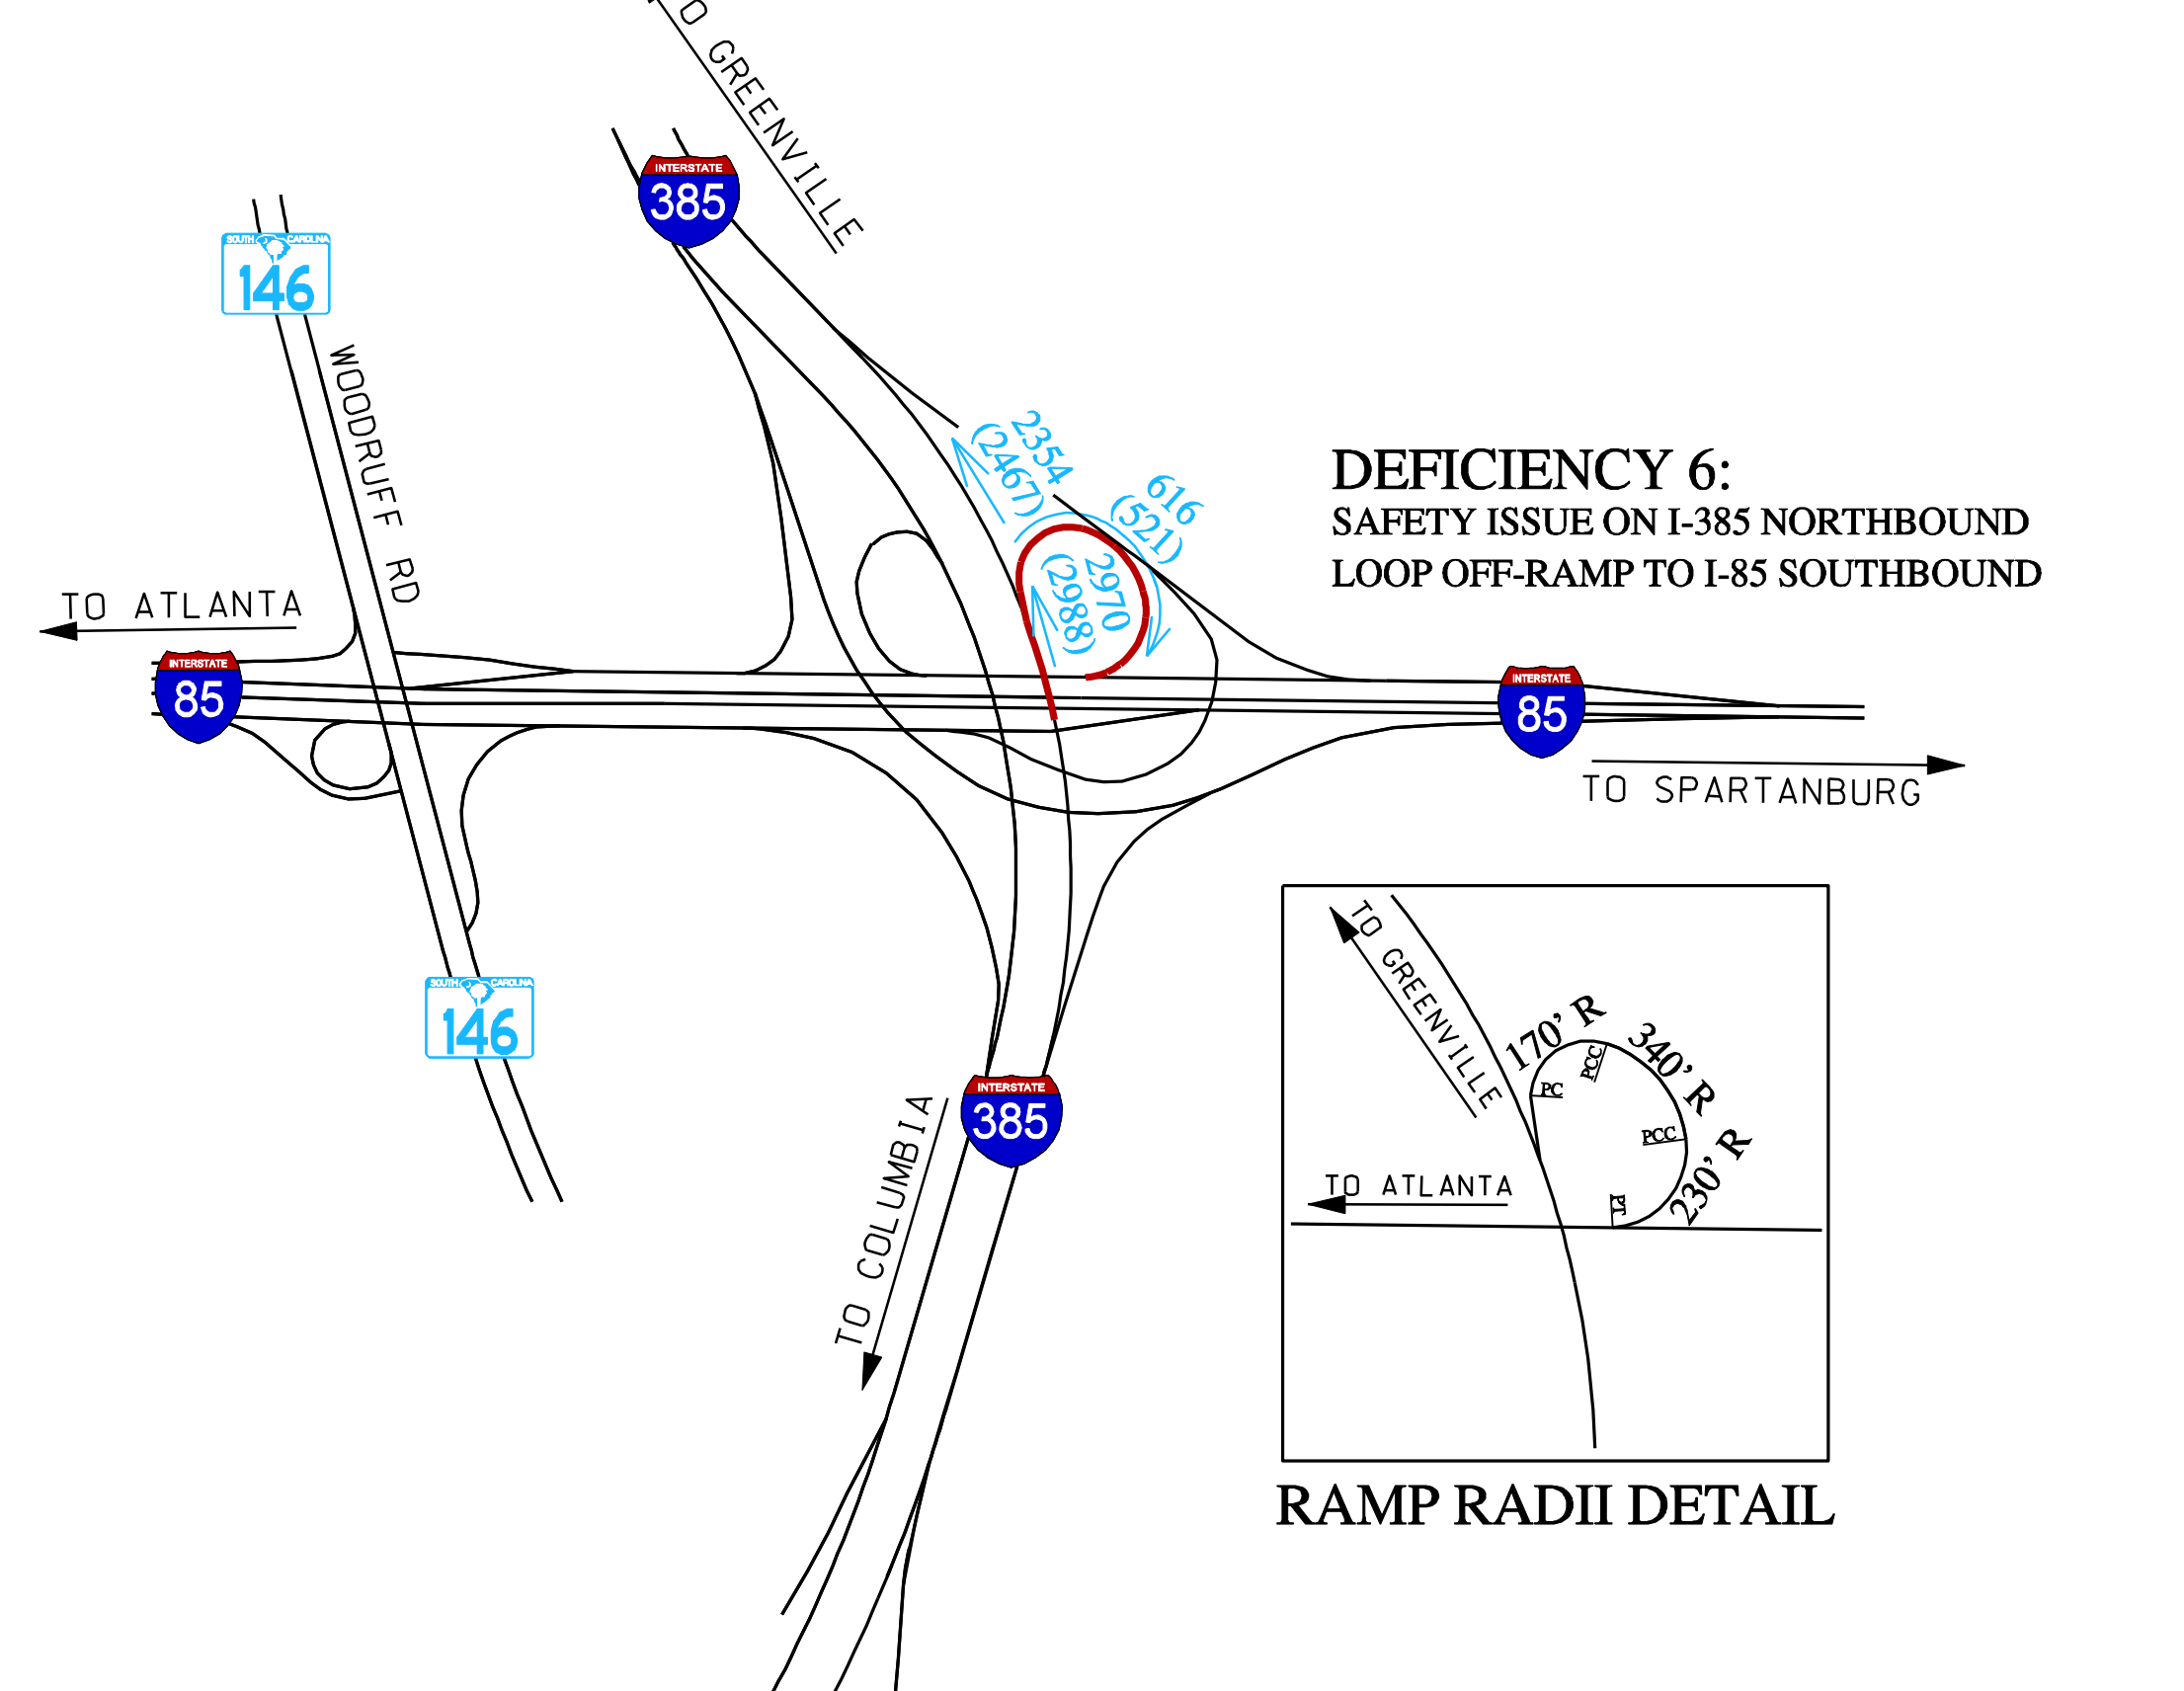 TO GREENVILLE
INTERSTATE
385
SOUTH CAROLINA
146
WOODRUFF RD
2354
(2467)
616
(521)
2970
(2988)
DEFICIENCY 6:
SAFETY ISSUE ON I-385 NORTHBOUND
LOOP OFF-RAMP TO I-85 SOUTHBOUND
TO ATLANTA
INTERSTATE
85
INTERSTATE
85
TO SPARTANBURG
SOUTH CAROLINA
146
INTERSTATE
385
TO COLUMBIA
TO GREENVILLE
170' R
PCC
340' R
PC
PCC
230' R
PT
TO ATLANTA
RAMP RADII DETAIL